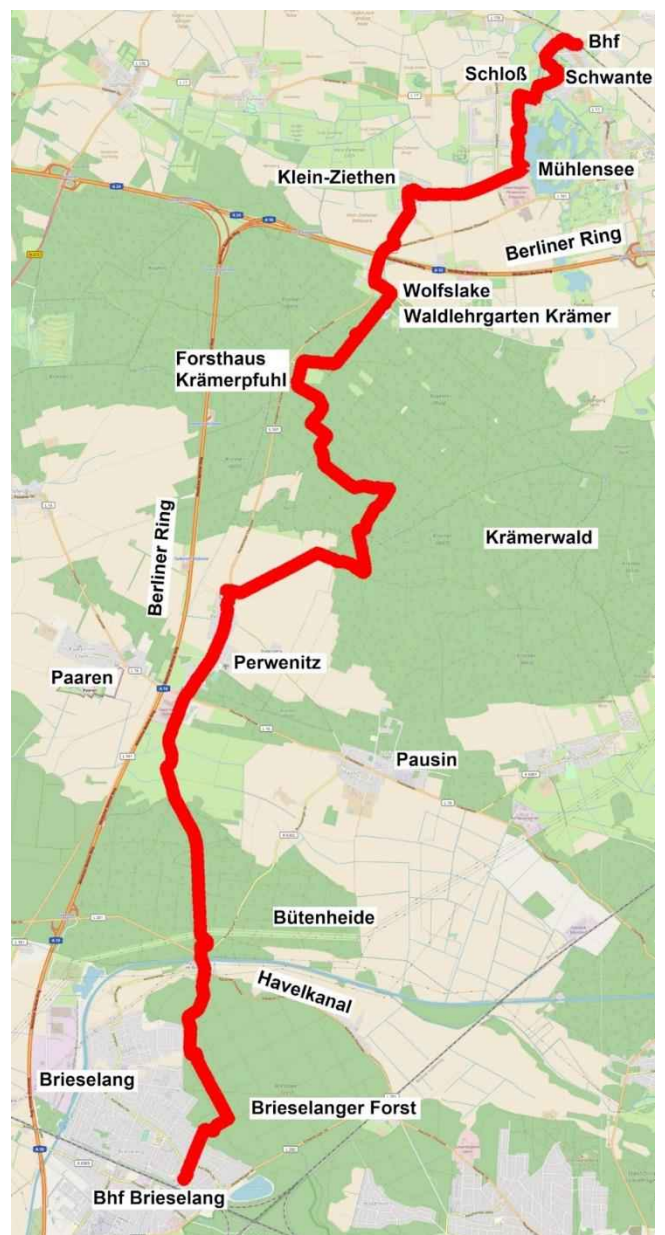 Bhf
Schloß
Schwante
Klein-Ziethen
Mühlensee
Berliner Ring
Wolfslake
Waldlehrgarten Krämer
Forsthaus
Krämerpfuhl
Berliner Ring
Krämerwald
Perwenitz
Paaren
Pausin
Bütenheide
Havelkanal
Brieselang
Brieselanger Forst
Bhf Brieselang